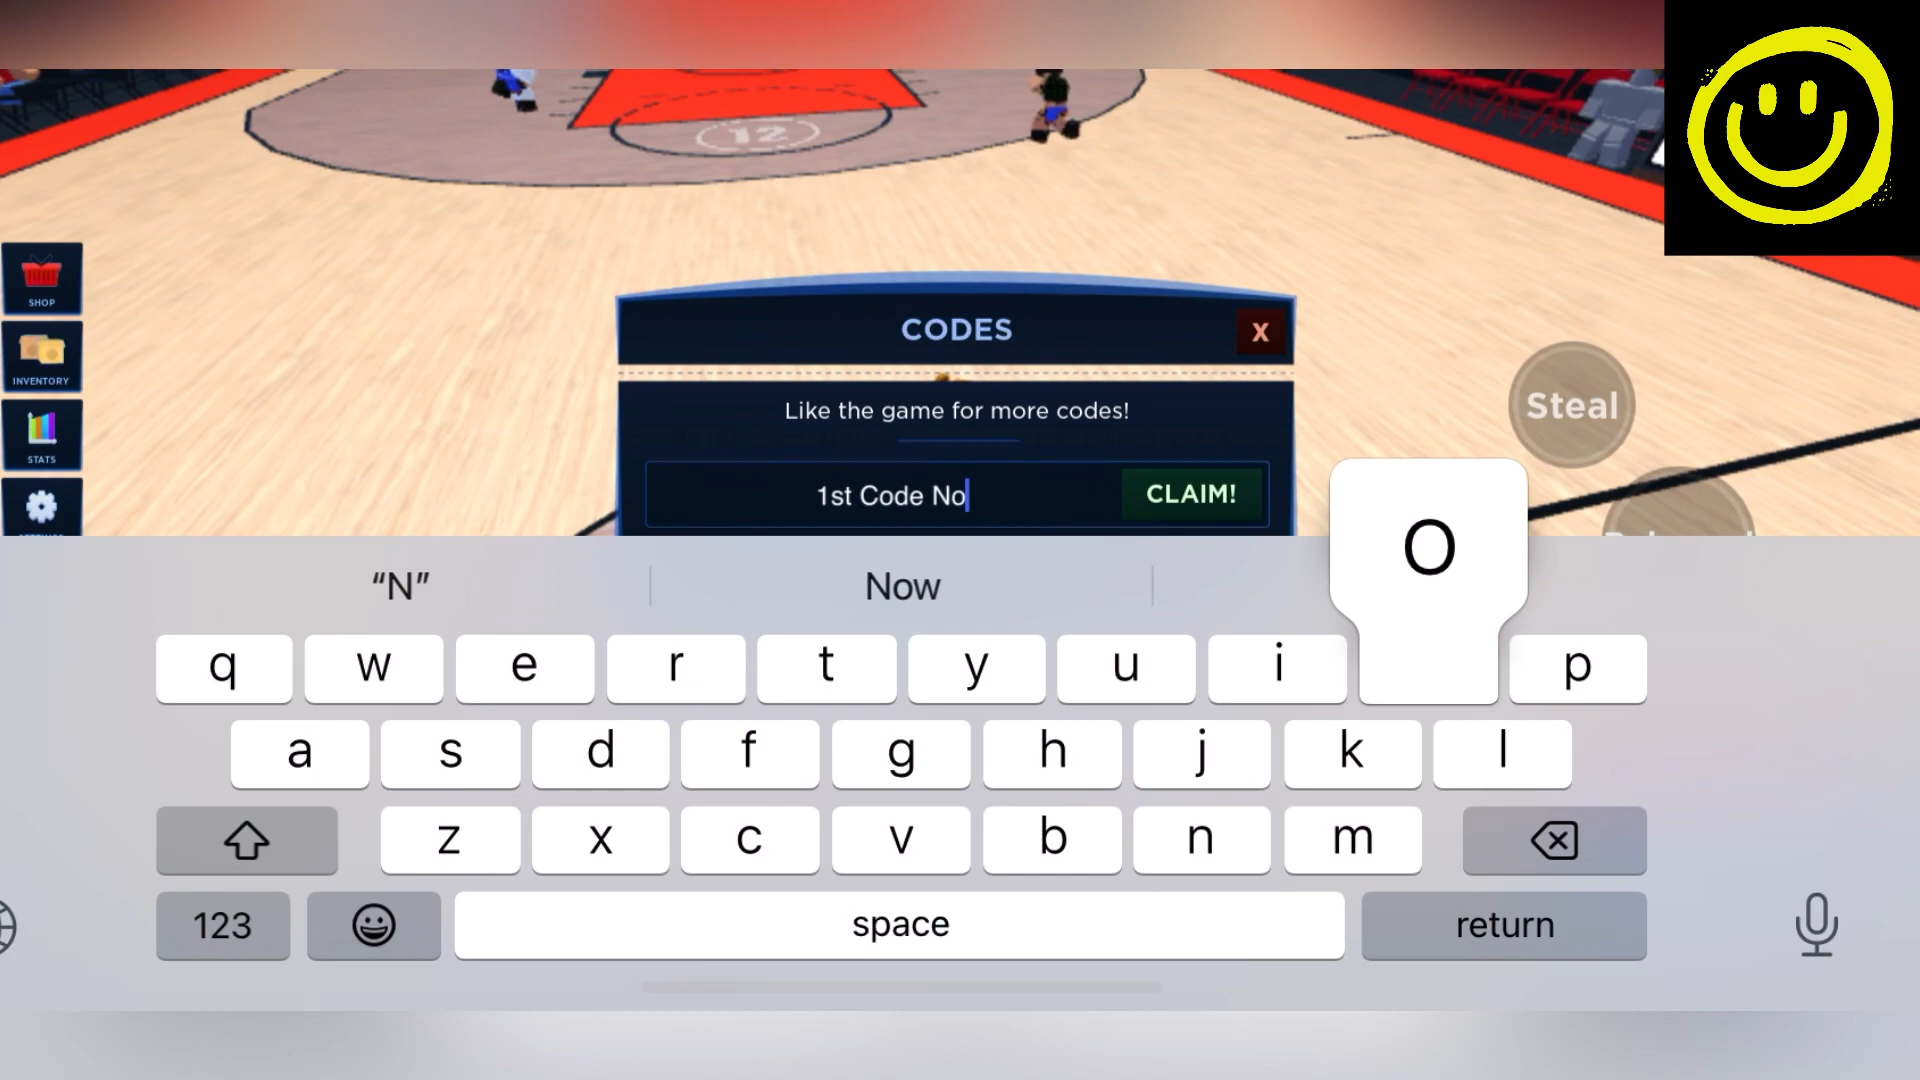 12
SHOP
INVENTORY
STATS
CODES
X
Like the game for more codes!
1st Code No
CLAIM!
Steal
“N”
Now
O
q w e r t y u i p
a s d f g h j k l
z x c v b n m
123
space
return